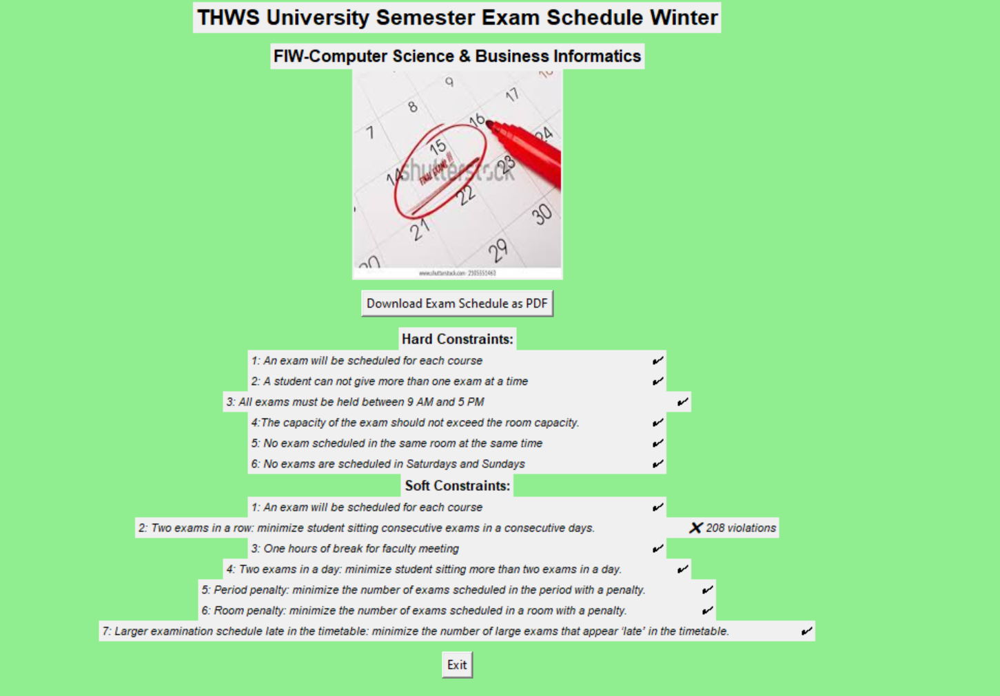 THWS University Semester Exam Schedule Winter
FIW-Computer Science & Business Informatics
9
17
8
16
7
24
15
23
14
FINAL EXAMS !!!
shutterstock
22
30
21
29
www.shutterstock.com · 2105551463
Download Exam Schedule as PDF
Hard Constraints:
1: An exam will be scheduled for each course ✔
2: A student can not give more than one exam at a time ✔
3: All exams must be held between 9 AM and 5 PM ✔
4:The capacity of the exam should not exceed the room capacity. ✔
5: No exam scheduled in the same room at the same time ✔
6: No exams are scheduled in Saturdays and Sundays ✔
Soft Constraints:
1: An exam will be scheduled for each course ✔
2: Two exams in a row: minimize student sitting consecutive exams in a consecutive days. ✗ 208 violations
3: One hours of break for faculty meeting ✔
4: Two exams in a day: minimize student sitting more than two exams in a day. ✔
5: Period penalty: minimize the number of exams scheduled in the period with a penalty. ✔
6: Room penalty: minimize the number of exams scheduled in a room with a penalty. ✔
7: Larger examination schedule late in the timetable: minimize the number of large exams that appear ‘late’ in the timetable. ✔
Exit